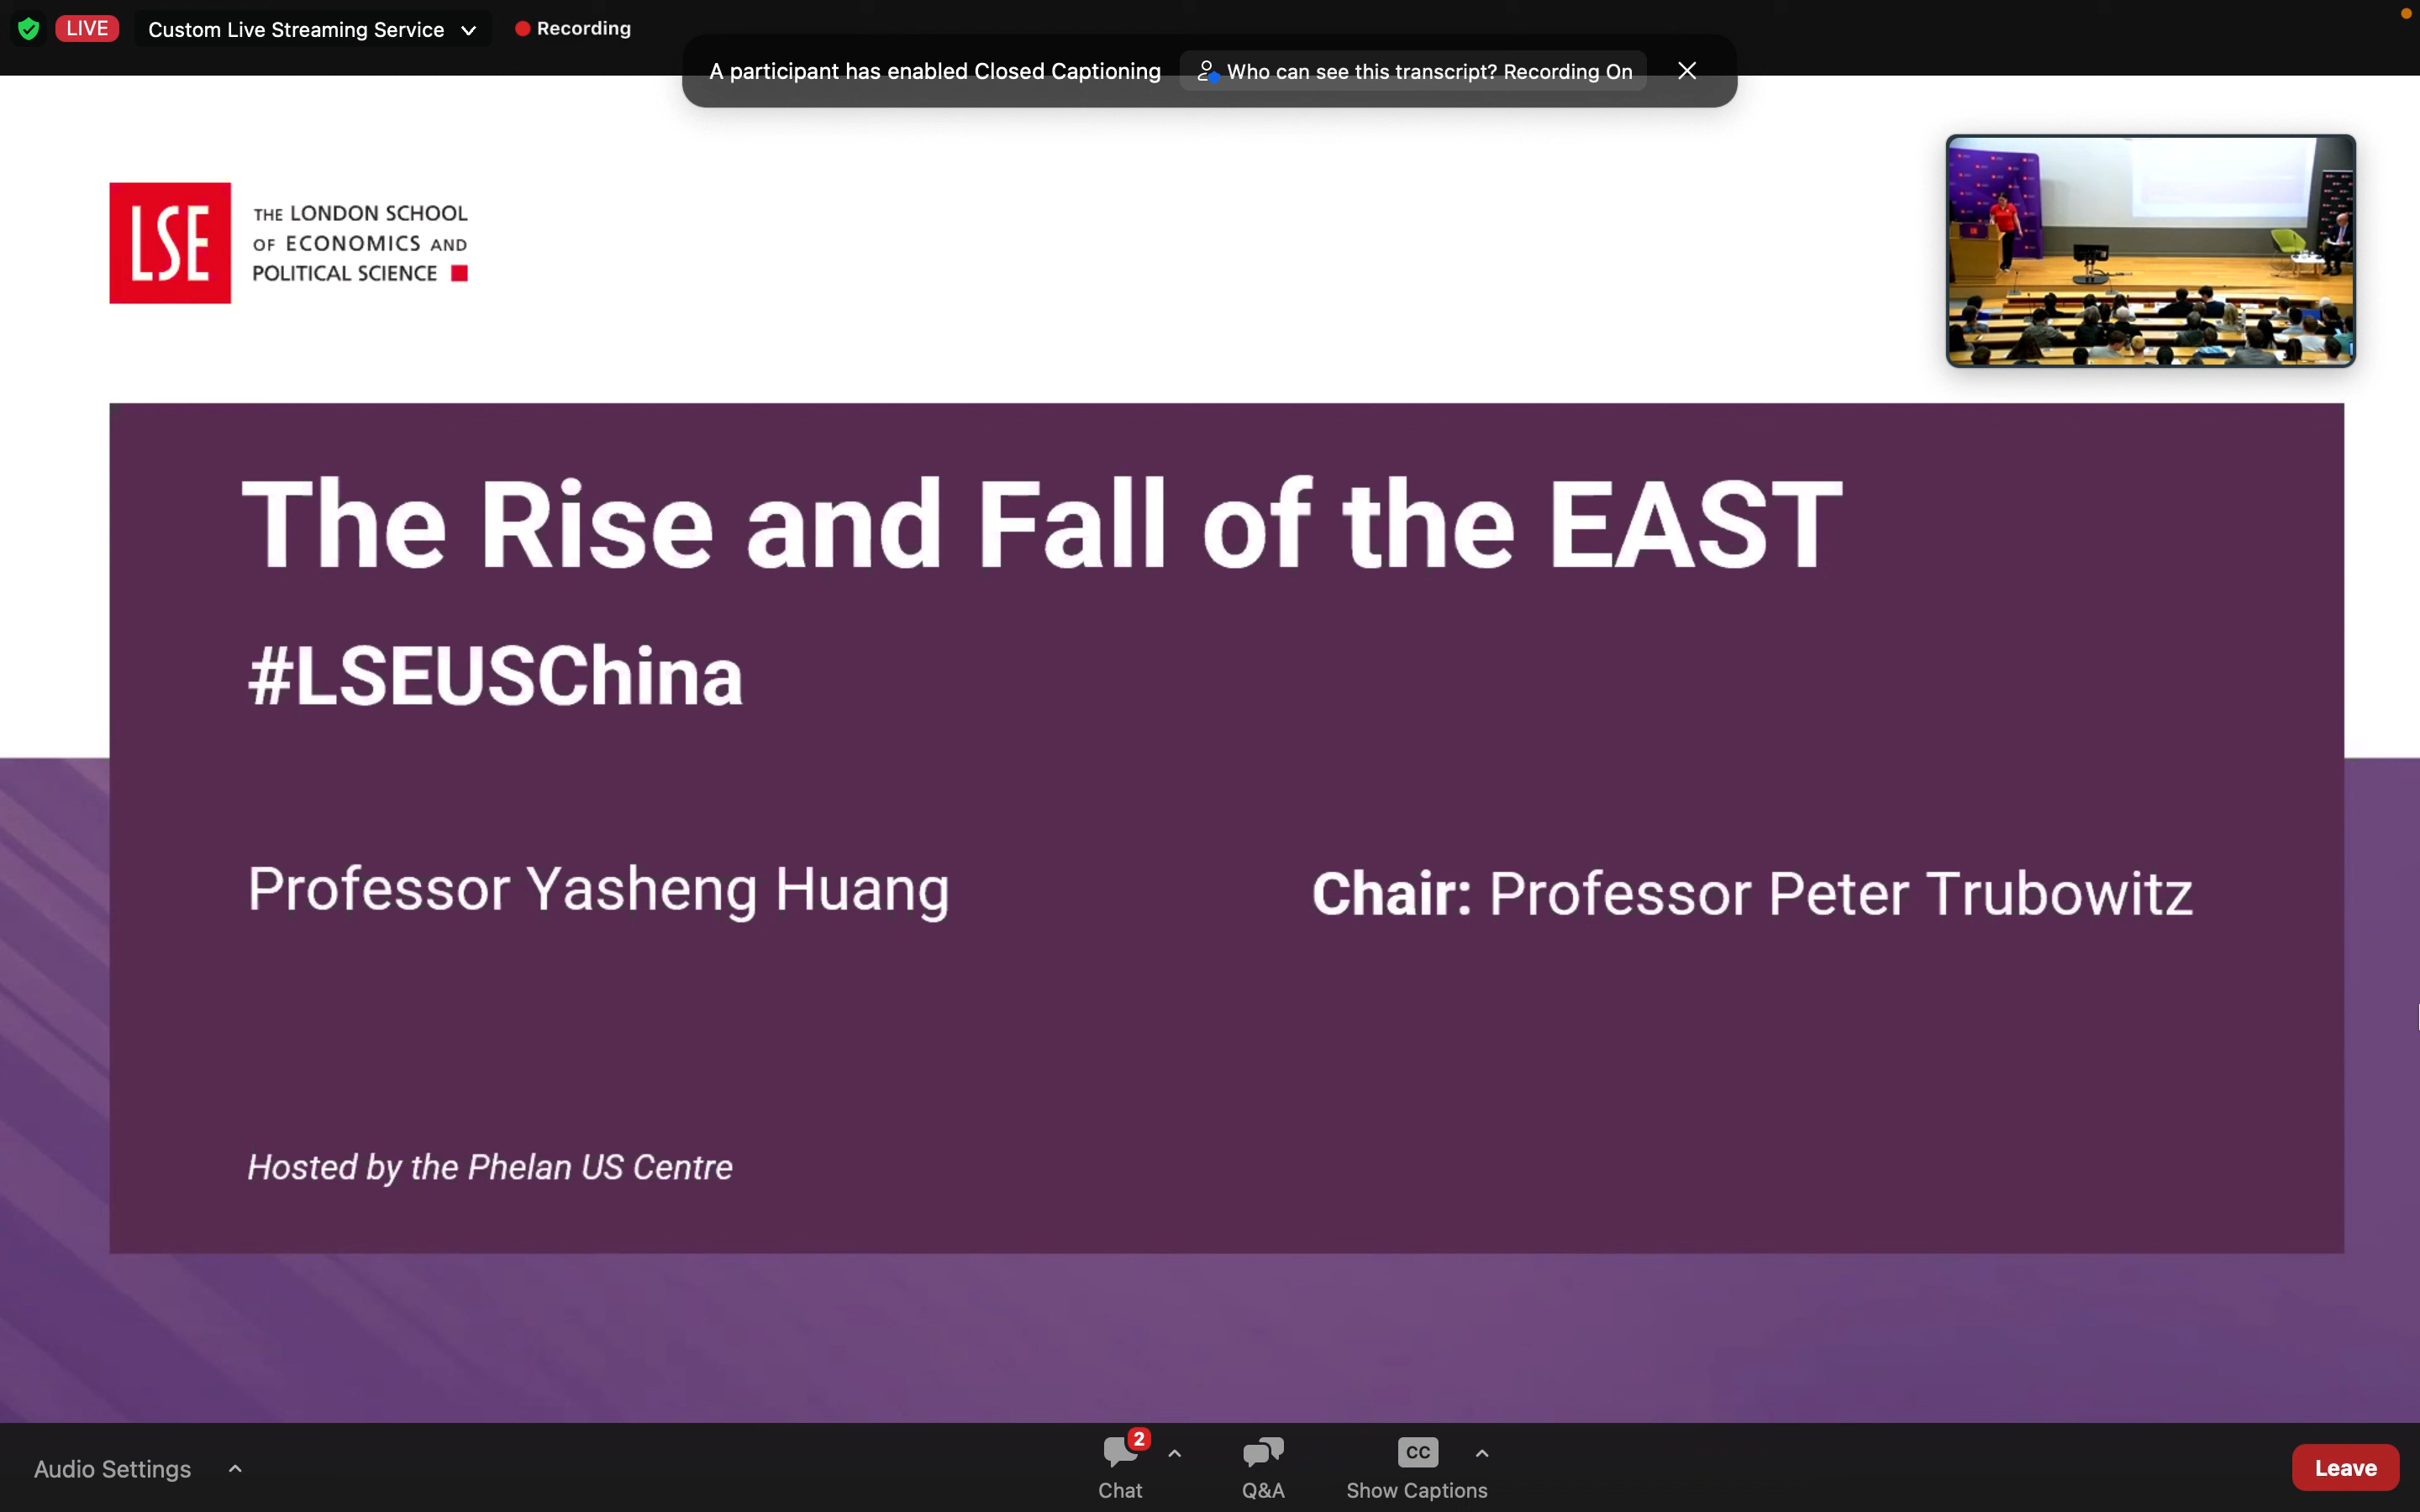 LIVE
Custom Live Streaming Service
Recording
A participant has enabled Closed Captioning
Who can see this transcript? Recording On
LSE
THE LONDON SCHOOL
OF ECONOMICS AND
POLITICAL SCIENCE
The Rise and Fall of the EAST
#LSEUSChina
Professor Yasheng Huang
Chair: Professor Peter Trubowitz
Hosted by the Phelan US Centre
Audio Settings
2
Chat
Q&A
CC
Show Captions
Leave